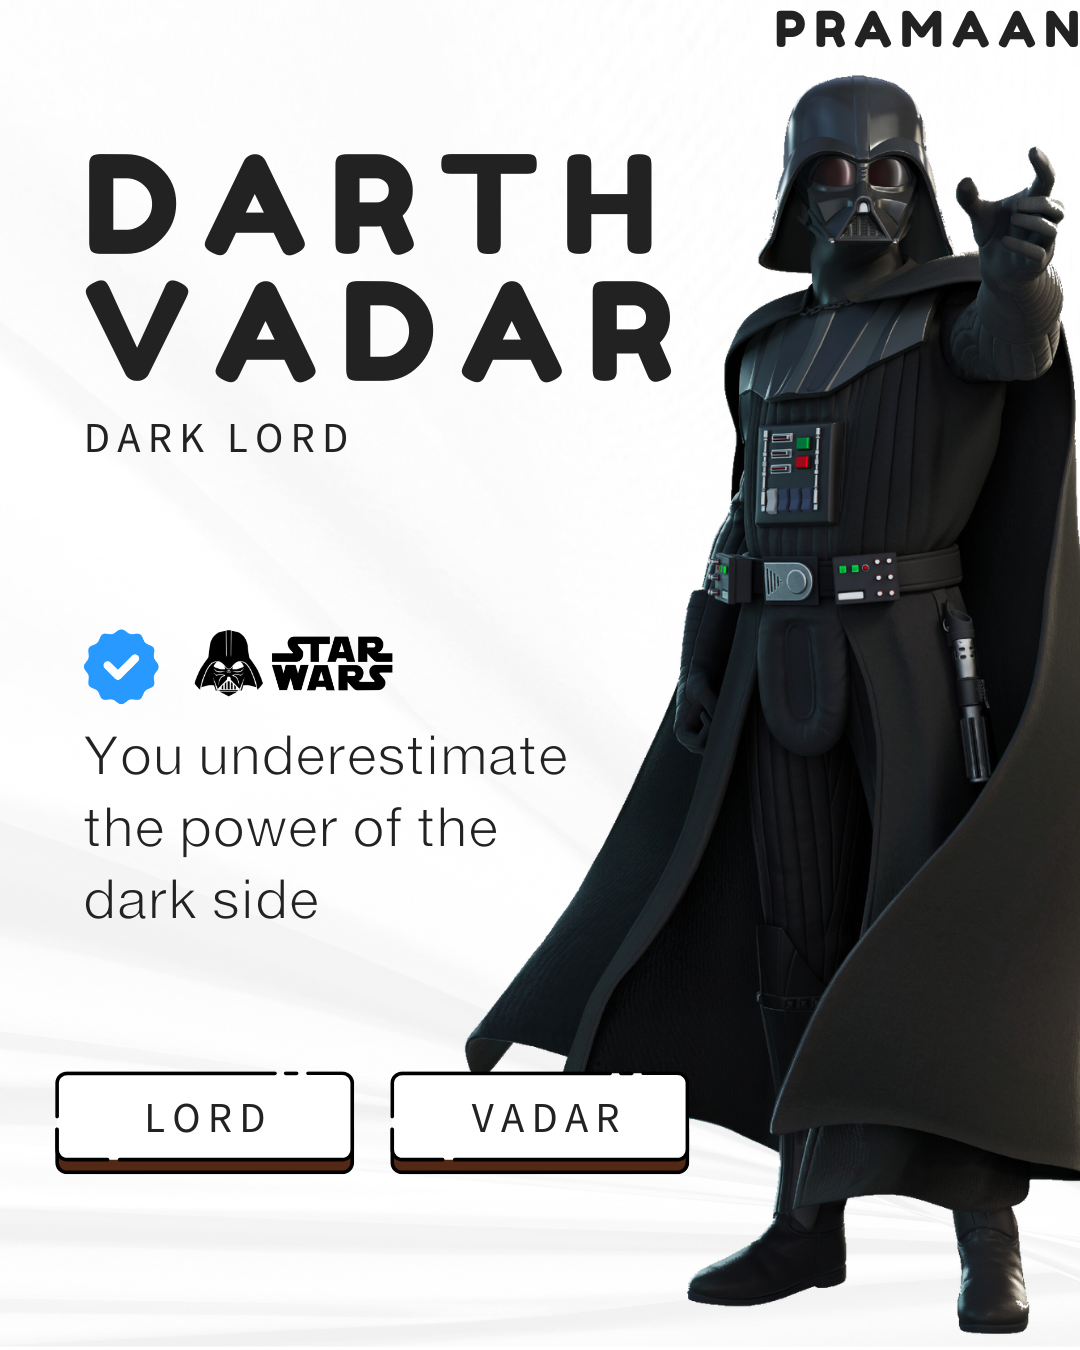 PRAMAAN
DARTH
VADAR
DARK LORD
STAR
WARS
You underestimate
the power of the
dark side
LORD
VADAR